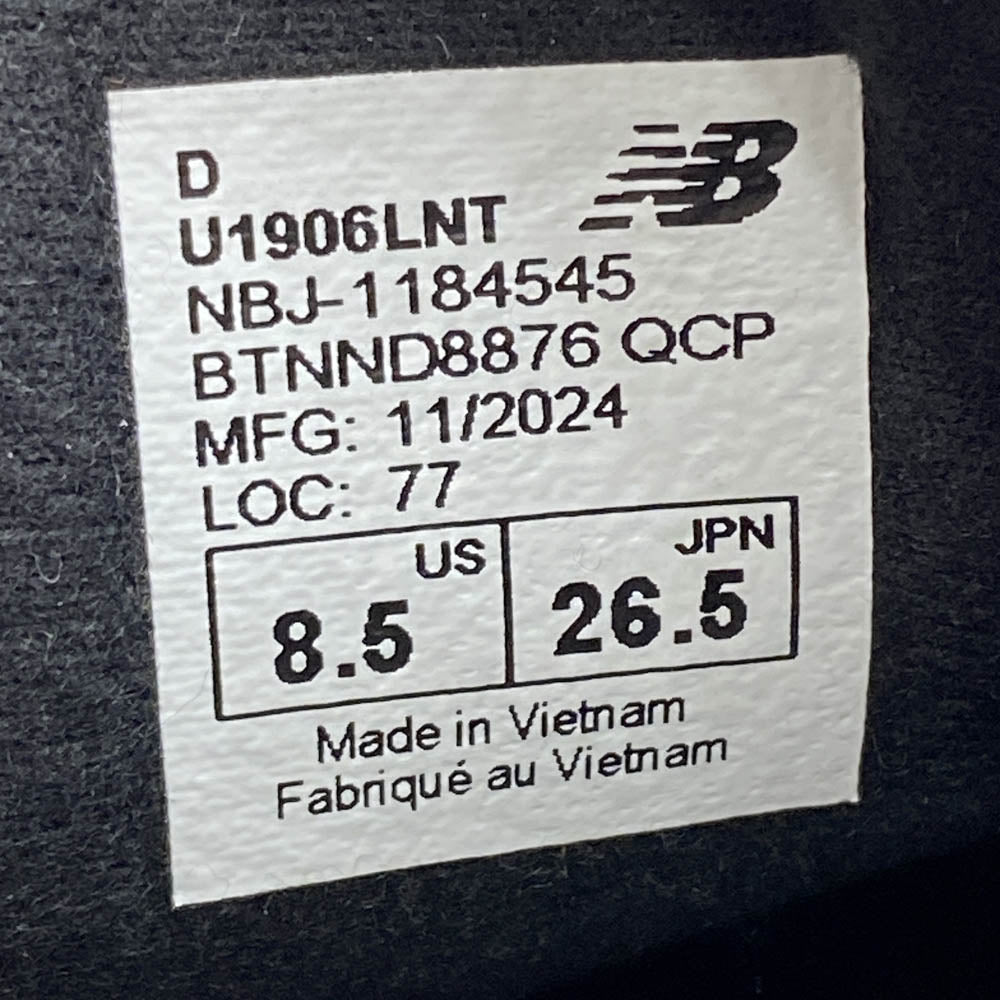 D
NB
U1906LNT
NBJ-1184545
BTNND8876 QCP
MFG: 11/2024
LOC: 77
US JPN
8.5 26.5
Made in Vietnam
Fabriqué au Vietnam